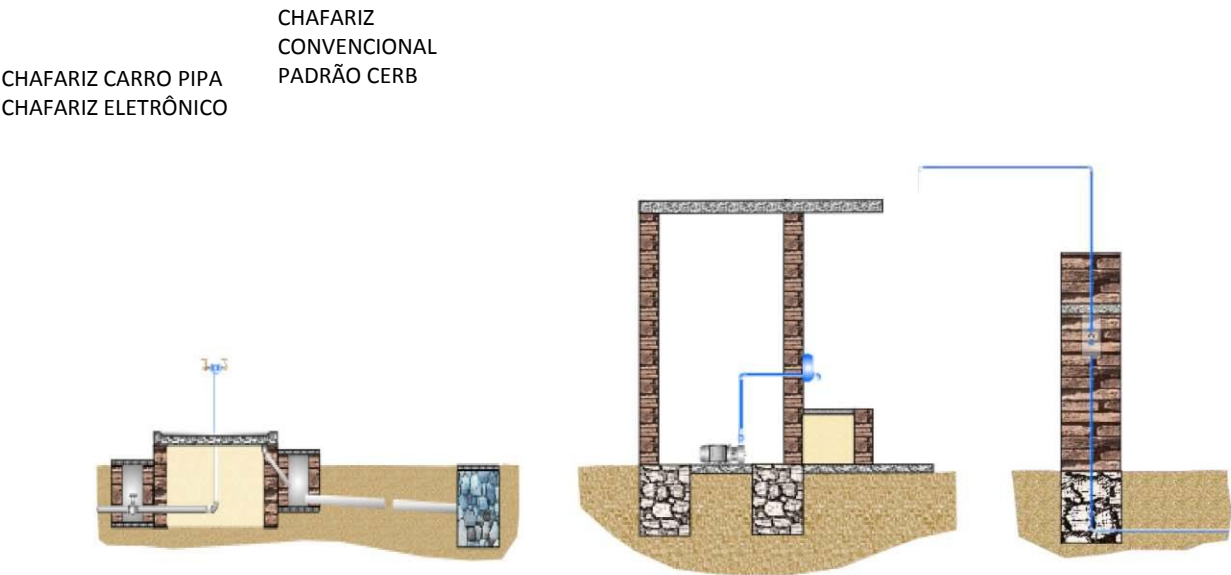 CHAFARIZ
CONVENCIONAL
PADRÃO CERB
CHAFARIZ CARRO PIPA
CHAFARIZ ELETRÔNICO